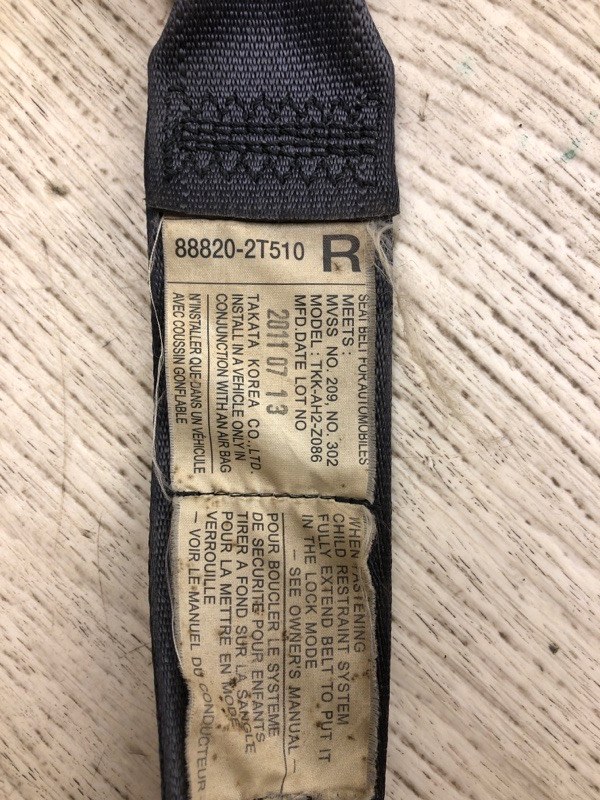 88820-2T510 R
SEAT BELT FOR AUTOMOBILES
MEETS:
MVSS NO. 209, NO. 302
MODEL : TKK-AH2-Z086
MFD.DATE LOT NO
2011 07 13
TAKATA KOREA CO.,LTD.
INSTALL IN A VEHICLE ONLY IN
CONJUNCTION WITH AN AIR BAG
N'INSTALLER QUE DANS UN VÉHICULE
AVEC COUSSIN GONFLABLE
WHEN FASTENING
CHILD RESTRAINT SYSTEM
FULLY EXTEND BELT TO PUT IT
IN THE LOCK MODE
– SEE OWNER'S MANUAL –
POUR BOUCLER LE SYSTEME
DE SECURITE POUR ENFANTS
TIRER A FOND SUR LA SANGLE
POUR LA METTRE EN MODE
VERROUILLE
– VOIR LE MANUEL DU CONDUCTEUR